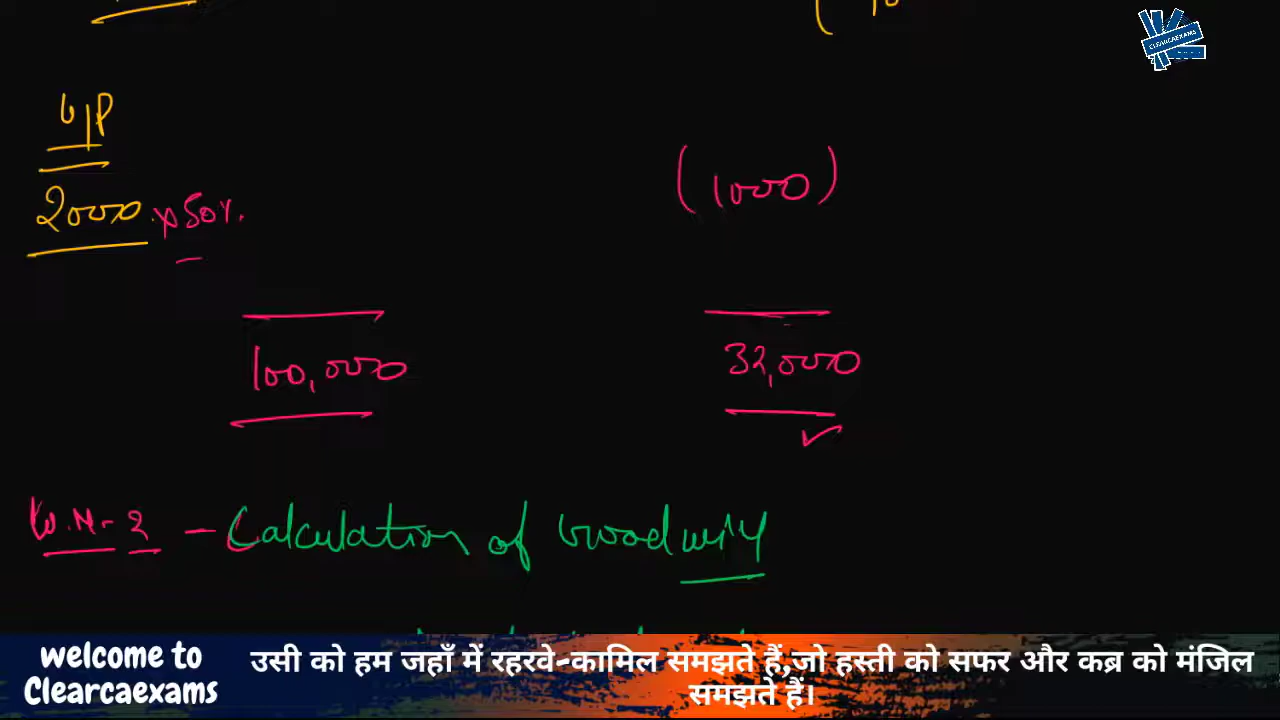 CLEARCAEXAMS
U/P
2000 x 50%.
(1000)
100,000
32,000
W.N-2 - Calculation of Goodwill
welcome to
Clearcaexams
उसी को हम जहाँ में रहरवे-कामिल समझते हैं,जो हस्ती को सफर और कब्र को मंजिल
समझते हैं।